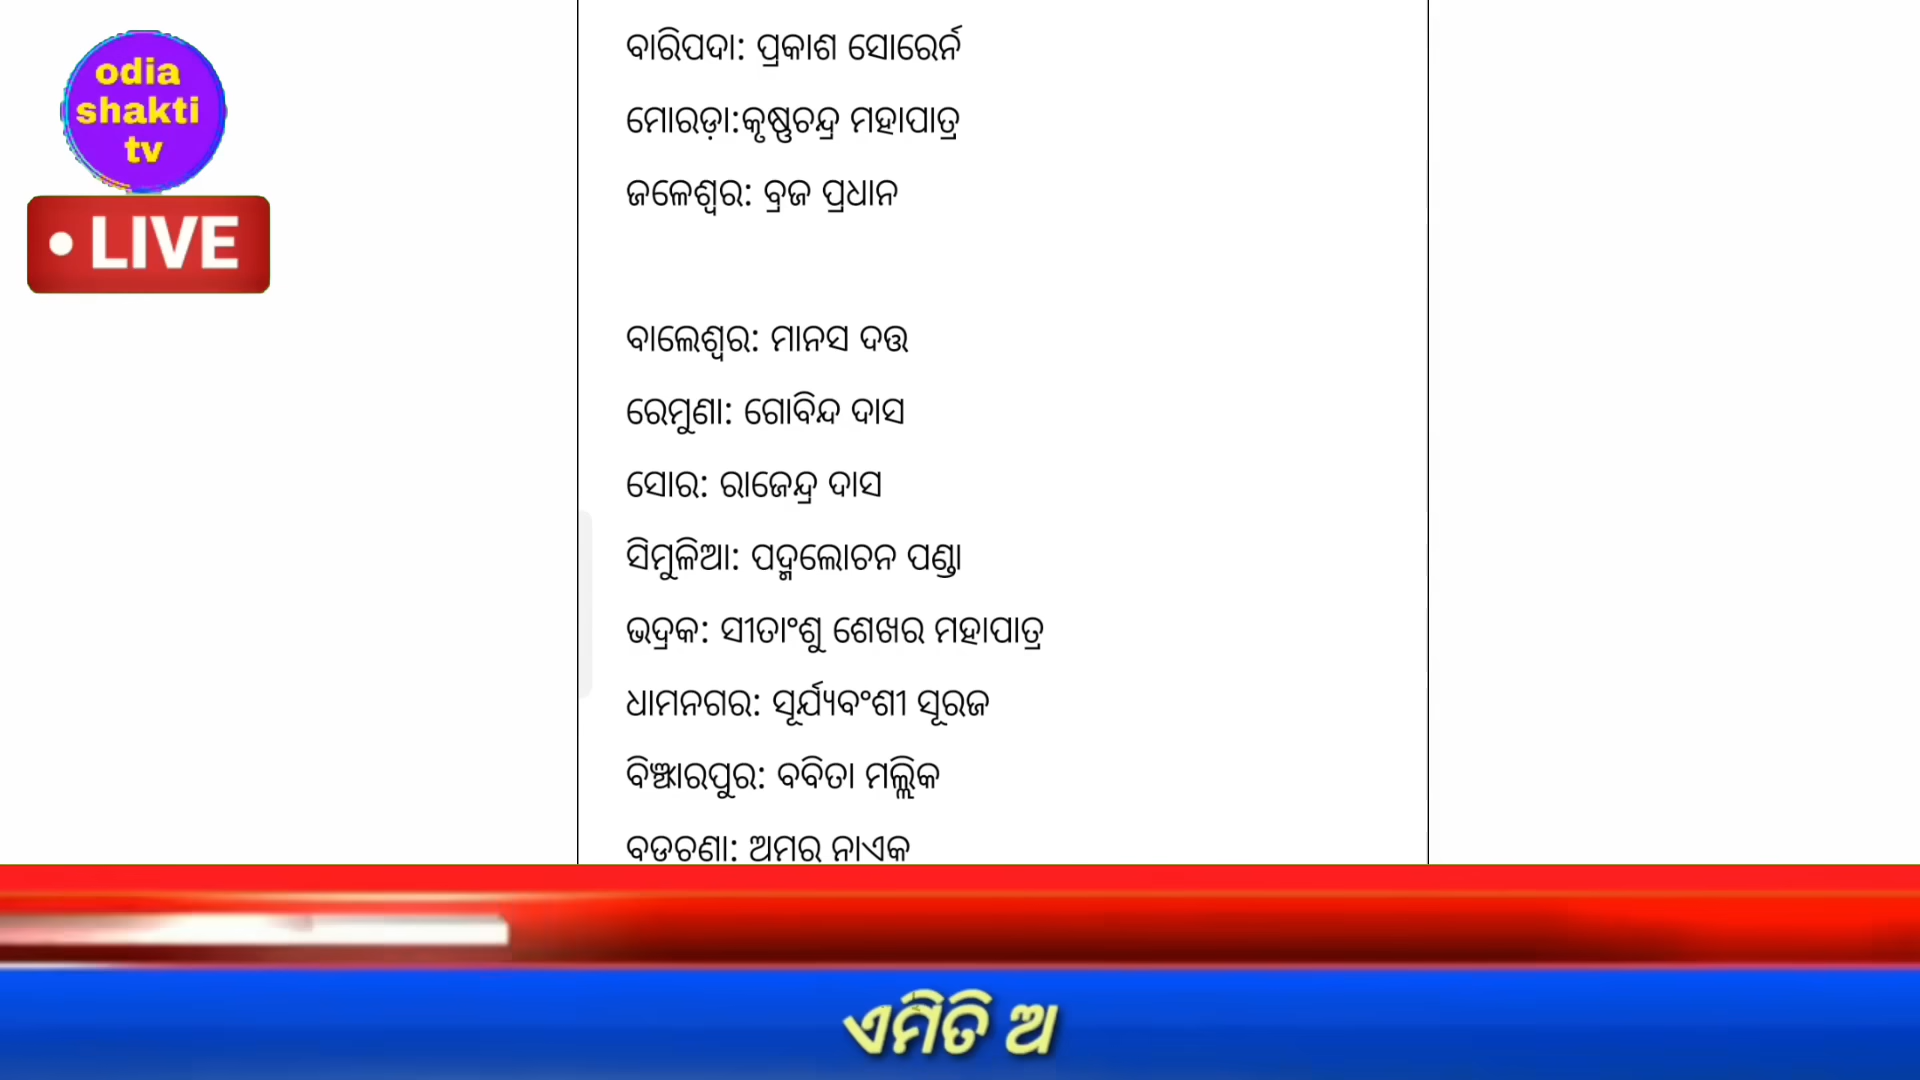 odia
shakti
tv
• LIVE
ବାରିପଦା: ପ୍ରକାଶ ସୋରେର୍ନ
ମୋରଡ଼ା:କୃଷ୍ଣଚନ୍ଦ୍ର ମହାପାତ୍ର
ଜଳେଶ୍ୱର: ବ୍ରଜ ପ୍ରଧାନ
ବାଲେଶ୍ୱର: ମାନସ ଦତ୍ତ
ରେମୁଣା: ଗୋବିନ୍ଦ ଦାସ
ସୋର: ରାଜେନ୍ଦ୍ର ଦାସ
ସିମୁଳିଆ: ପଦ୍ମଲୋଚନ ପଣ୍ଡା
ଭଦ୍ରକ: ସୀତାଂଶୁ ଶେଖର ମହାପାତ୍ର
ଧାମନଗର: ସୂର୍ଯ୍ୟବଂଶୀ ସୂରଜ
ବିଞ୍ଝାରପୁର: ବବିତା ମଲ୍ଲିକ
ବଡଚଣା: ଅମର ନାଏକ
ଏମିତି ଅ